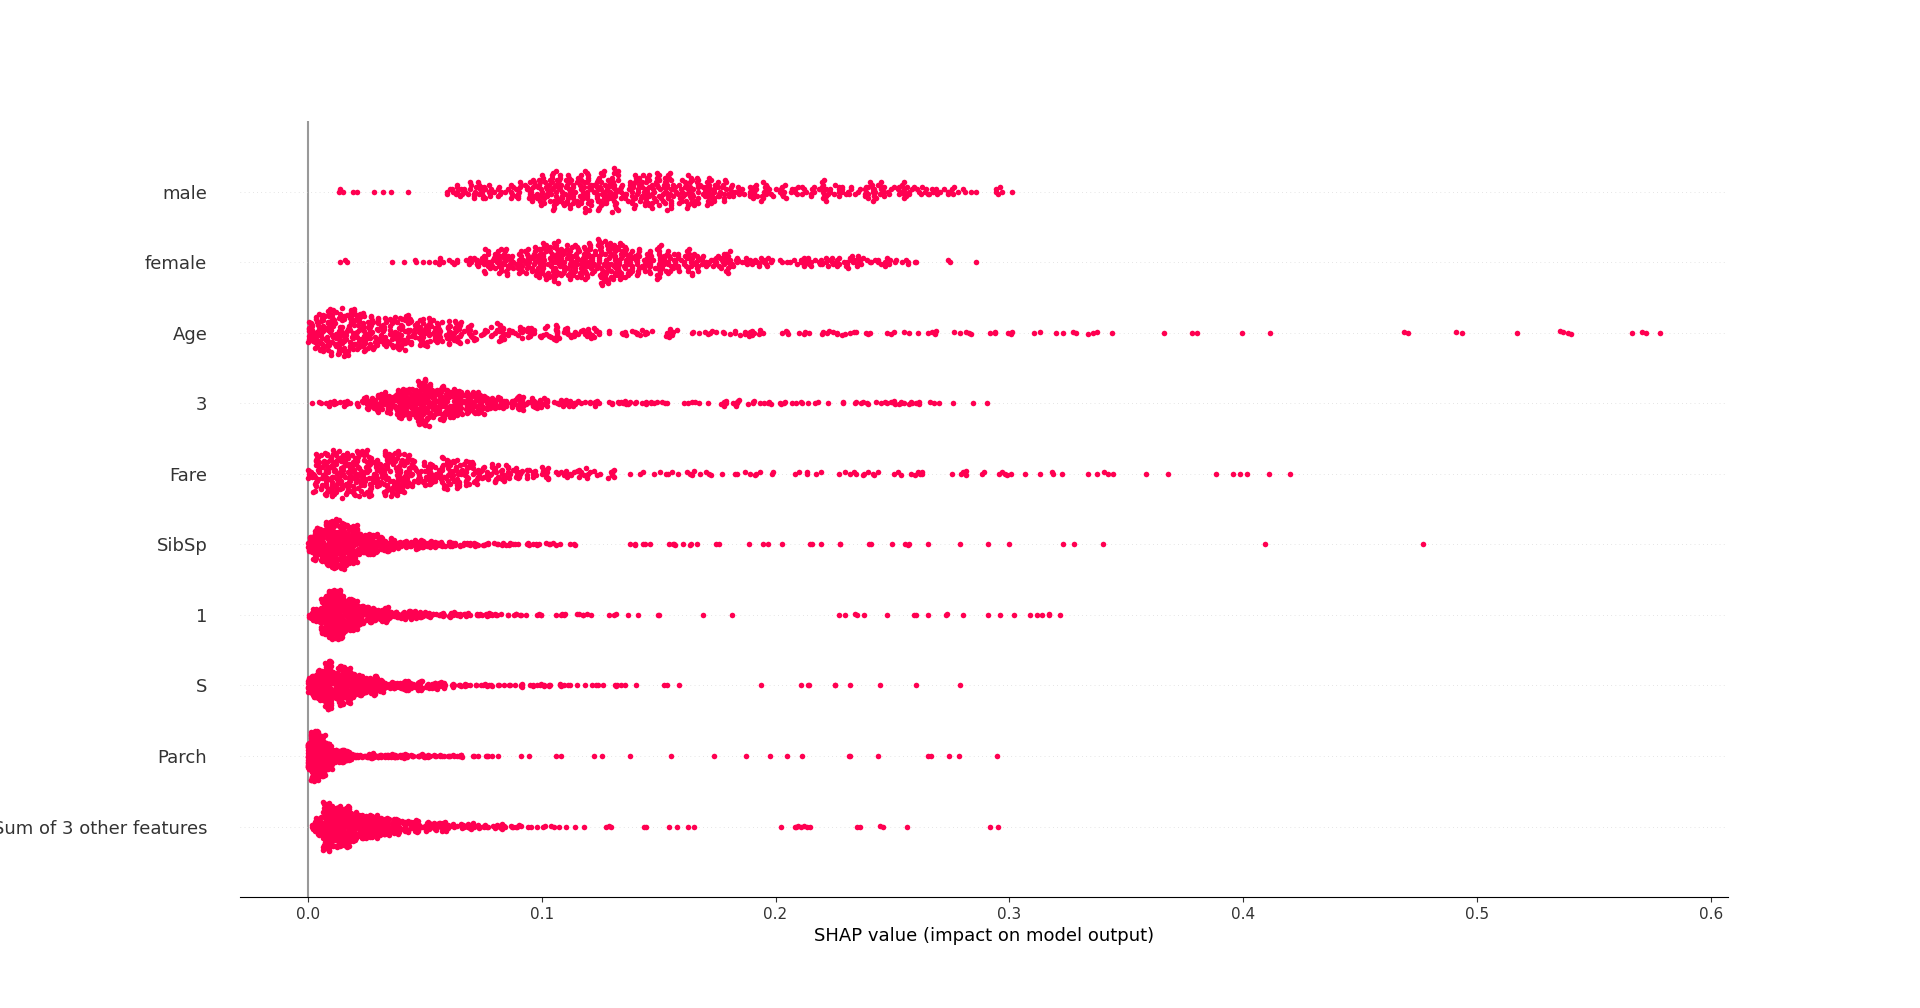 male
female
Age
3
Fare
SibSp
1
S
Parch
Sum of 3 other features
0.0 0.1 0.2 0.3 0.4 0.5 0.6
SHAP value (impact on model output)